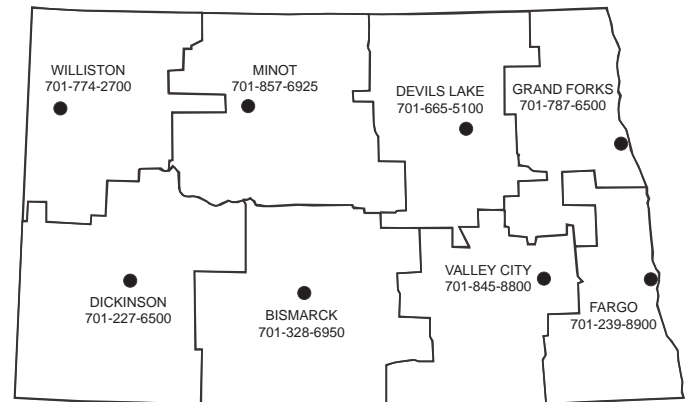 WILLISTON
701-774-2700
MINOT
701-857-6925
DEVILS LAKE
701-665-5100
GRAND FORKS
701-787-6500
DICKINSON
701-227-6500
BISMARCK
701-328-6950
VALLEY CITY
701-845-8800
FARGO
701-239-8900